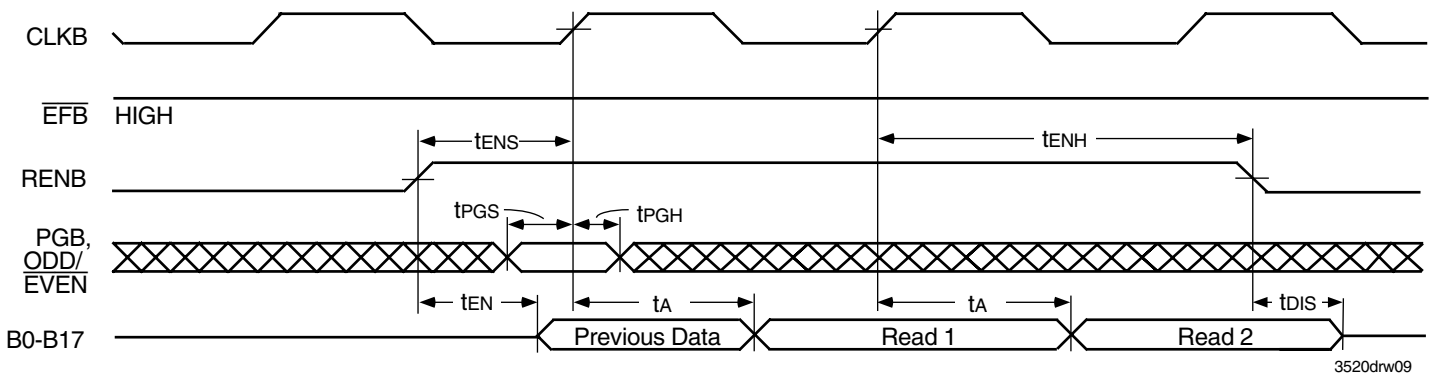 CLKB
EFB HIGH
tENS tENH
RENB
tPGS tPGH
PGB,
ODD/
EVEN
tEN tA tA tDIS
B0-B17 Previous Data Read 1 Read 2
3520drw09